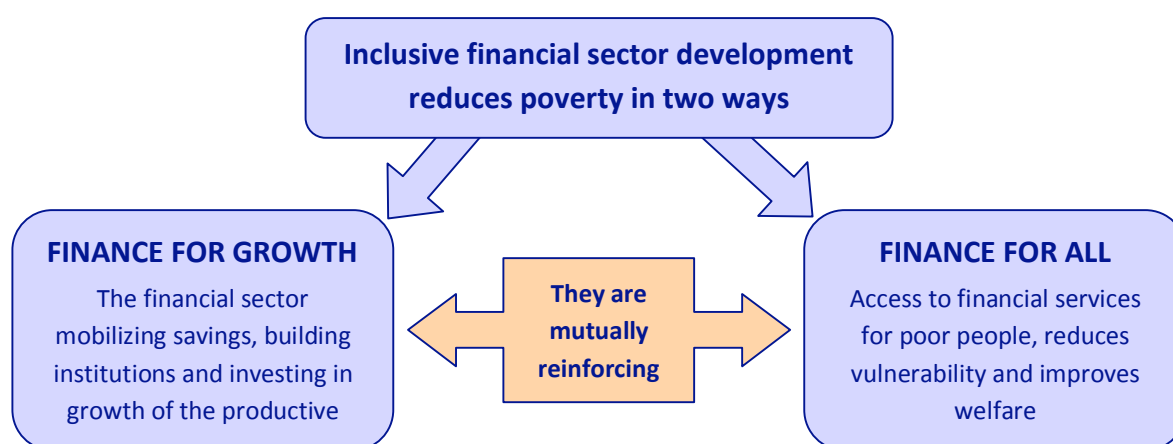 Inclusive financial sector development
reduces poverty in two ways
FINANCE FOR GROWTH
The financial sector
mobilizing savings, building
institutions and investing in
growth of the productive
They are
mutually
reinforcing
FINANCE FOR ALL
Access to financial services
for poor people, reduces
vulnerability and improves
welfare